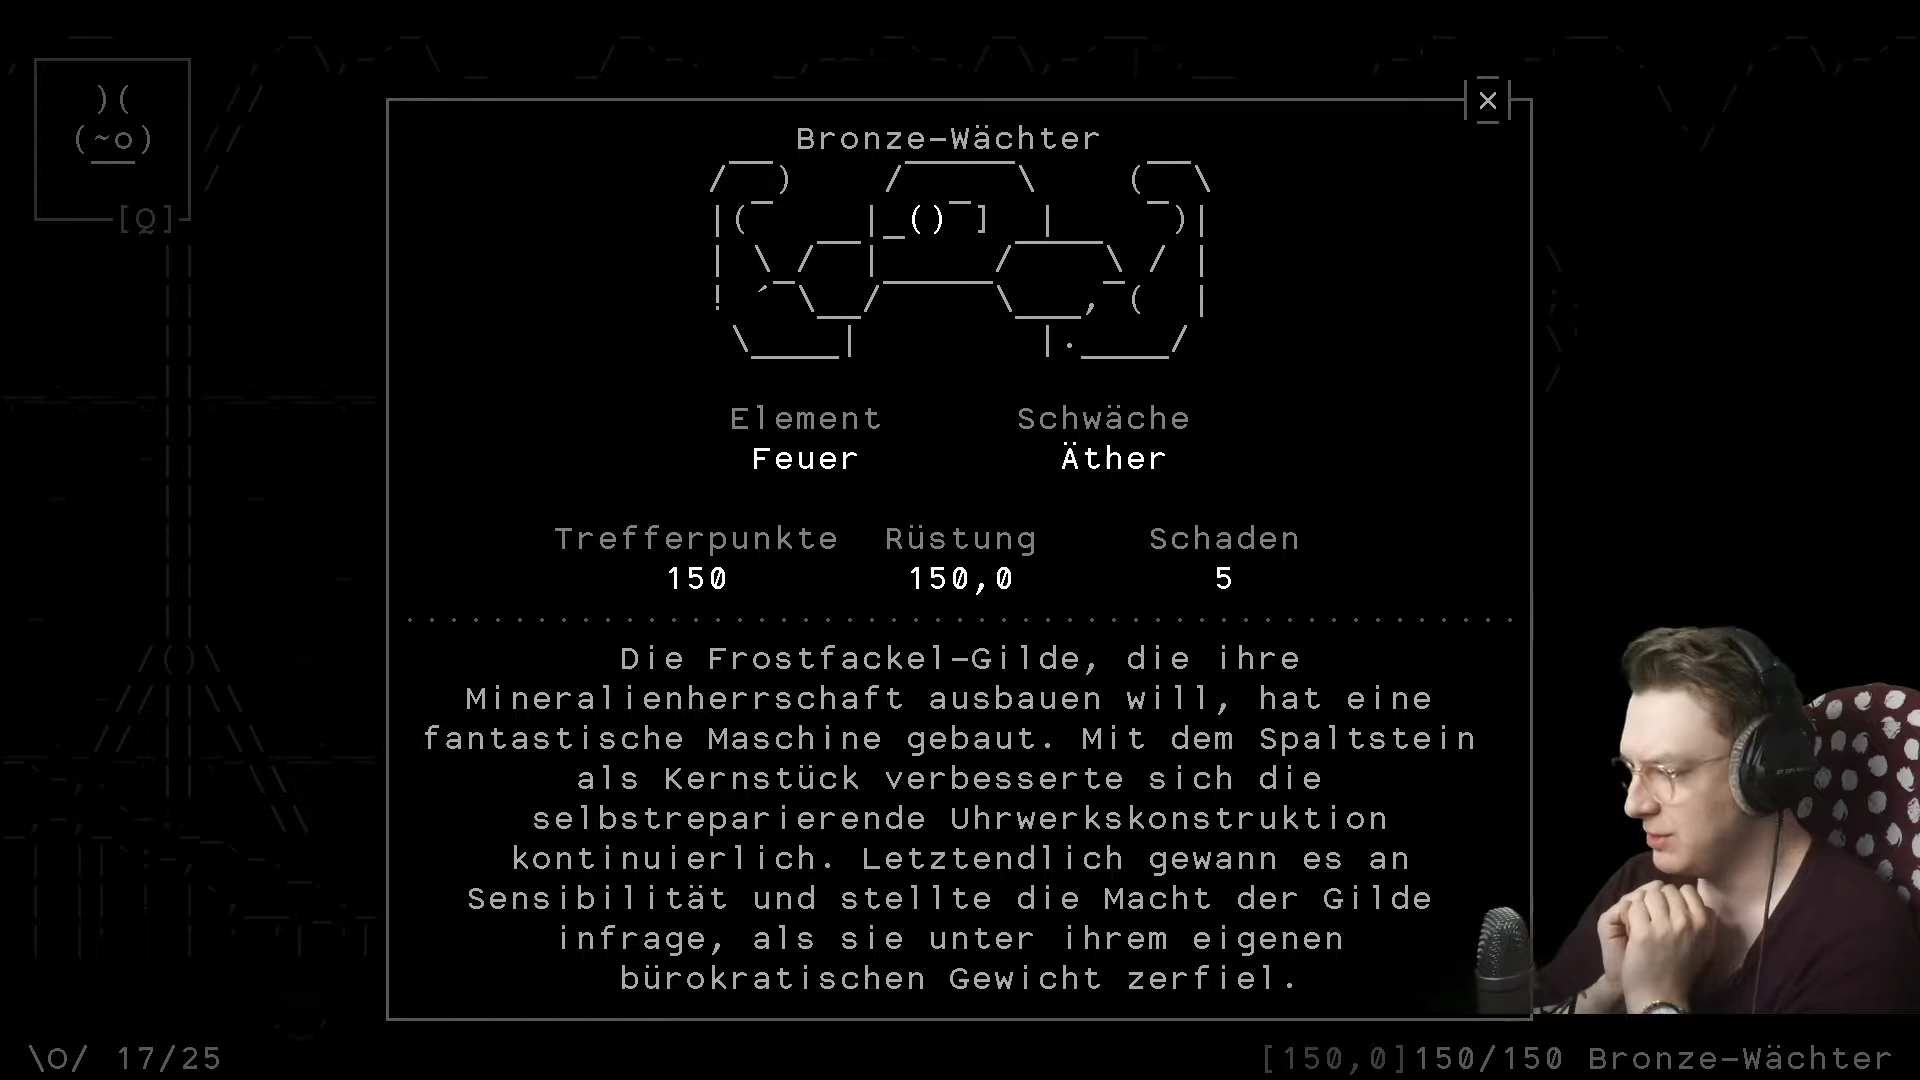 [Q]
×
Bronze-Wächter
Element Schwäche
Feuer Äther
Trefferpunkte Rüstung Schaden
150 150,0 5
Die Frostfackel-Gilde, die ihre
Mineralienherrschaft ausbauen will, hat eine
fantastische Maschine gebaut. Mit dem Spaltstein
als Kernstück verbesserte sich die
selbstreparierende Uhrwerkskonstruktion
kontinuierlich. Letztendlich gewann es an
Sensibilität und stellte die Macht der Gilde
infrage, als sie unter ihrem eigenen
bürokratischen Gewicht zerfiel.
\O/ 17/25
[150,0]150/150 Bronze-Wächter